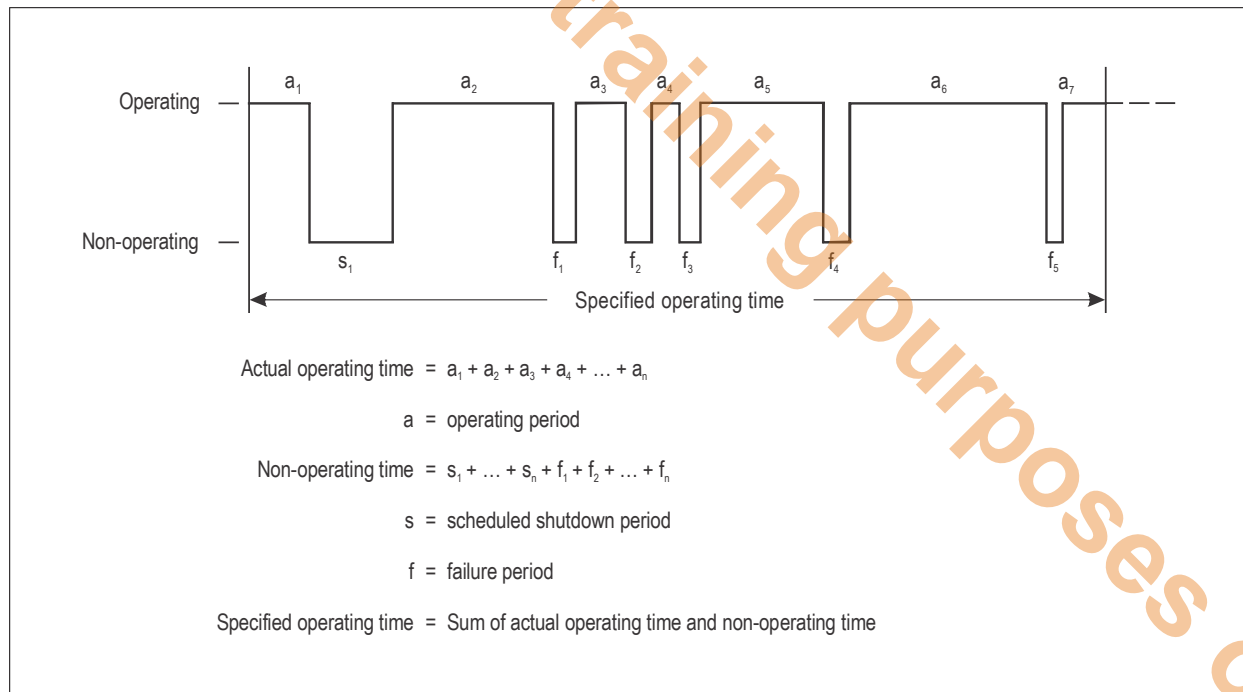 a₁ a₂ a₃ a₄ a₅ a₆ a₇
Operating
Non-operating
s₁ f₁ f₂ f₃ f₄ f₅
Specified operating time
Actual operating time = a₁ + a₂ + a₃ + a₄ + … + aₙ
a = operating period
Non-operating time = s₁ + … + sₙ + f₁ + f₂ + … + fₙ
s = scheduled shutdown period
f = failure period
Specified operating time = Sum of actual operating time and non-operating time
training purposes